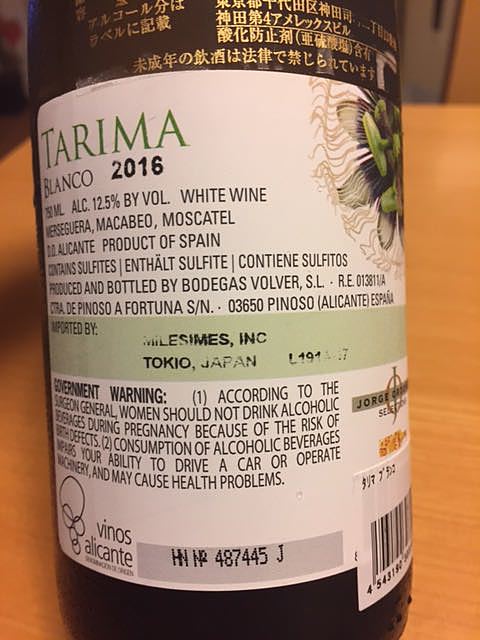 アルコール分は
ラベルに記載
東京都千代田区神田司
神田第4アメレックスビル
酸化防止剤(亜硫酸塩)含有
未成年の飲酒は法律で禁じられています
TARIMA
BLANCO 2016
750 ML ALC. 12.5% BY VOL. WHITE WINE
MERSEGUERA, MACABEO, MOSCATEL
D.O. ALICANTE PRODUCT OF SPAIN
CONTAINS SULFITES | ENTHÄLT SULFITE | CONTIENE SULFITOS
PRODUCED AND BOTTLED BY BODEGAS VOLVER, S.L. · R.E. 013811/A
CTRA. DE PINOSO A FORTUNA S/N. · 03650 PINOSO (ALICANTE) ESPAÑA
IMPORTED BY:
MILESIMES, INC
TOKIO, JAPAN
GOVERNMENT WARNING: (1) ACCORDING TO THE
SURGEON GENERAL, WOMEN SHOULD NOT DRINK ALCOHOLIC
BEVERAGES DURING PREGNANCY BECAUSE OF THE RISK OF
BIRTH DEFECTS. (2) CONSUMPTION OF ALCOHOLIC BEVERAGES
IMPAIRS YOUR ABILITY TO DRIVE A CAR OR OPERATE
MACHINERY, AND MAY CAUSE HEALTH PROBLEMS.
JORGE
タリマ ブランコ
vinos
alicante
DENOMINACIÓN DE ORIGEN
HN Nº 487445 J
4 543190